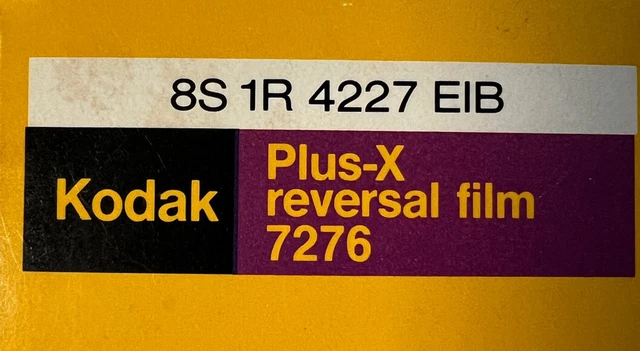 8S 1R 4227 EIB
Kodak
Plus-X
reversal film
7276